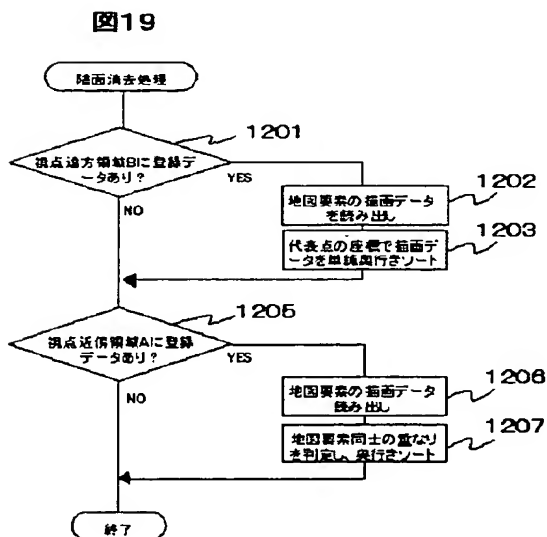 図19
陰面消去処理
1201
視点遠方領域Bに登録デ
ータあり？
YES
NO
1202
地図要素の描画データ
を読み出し
1203
代表点の座標で描画デ
ータを単純奥行きソート
1205
視点近傍領域Aに登録
データあり？
YES
NO
1206
地図要素の描画データ
読み出し
1207
地図要素同士の重なり
を判定し、奥行きソート
終了